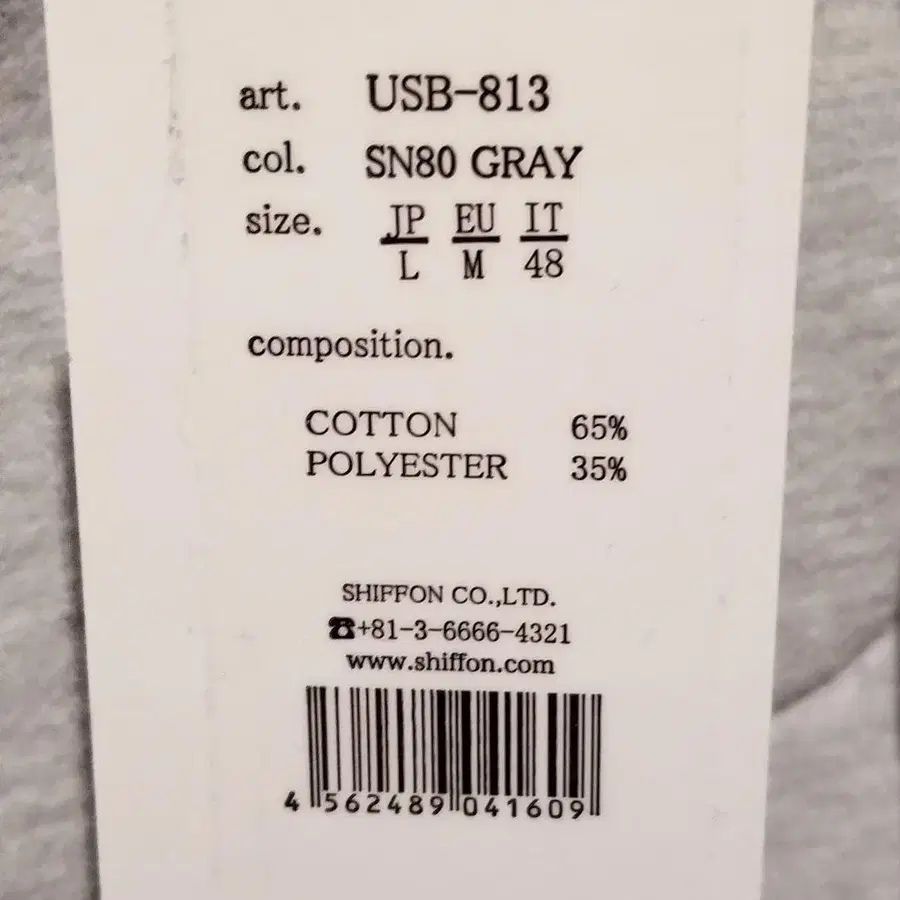 art. USB-813
col. SN80 GRAY
size. JP EU IT
L M 48
composition.
COTTON 65%
POLYESTER 35%
SHIFFON CO.,LTD.
☎+81-3-6666-4321
www.shiffon.com
4 562489 041609